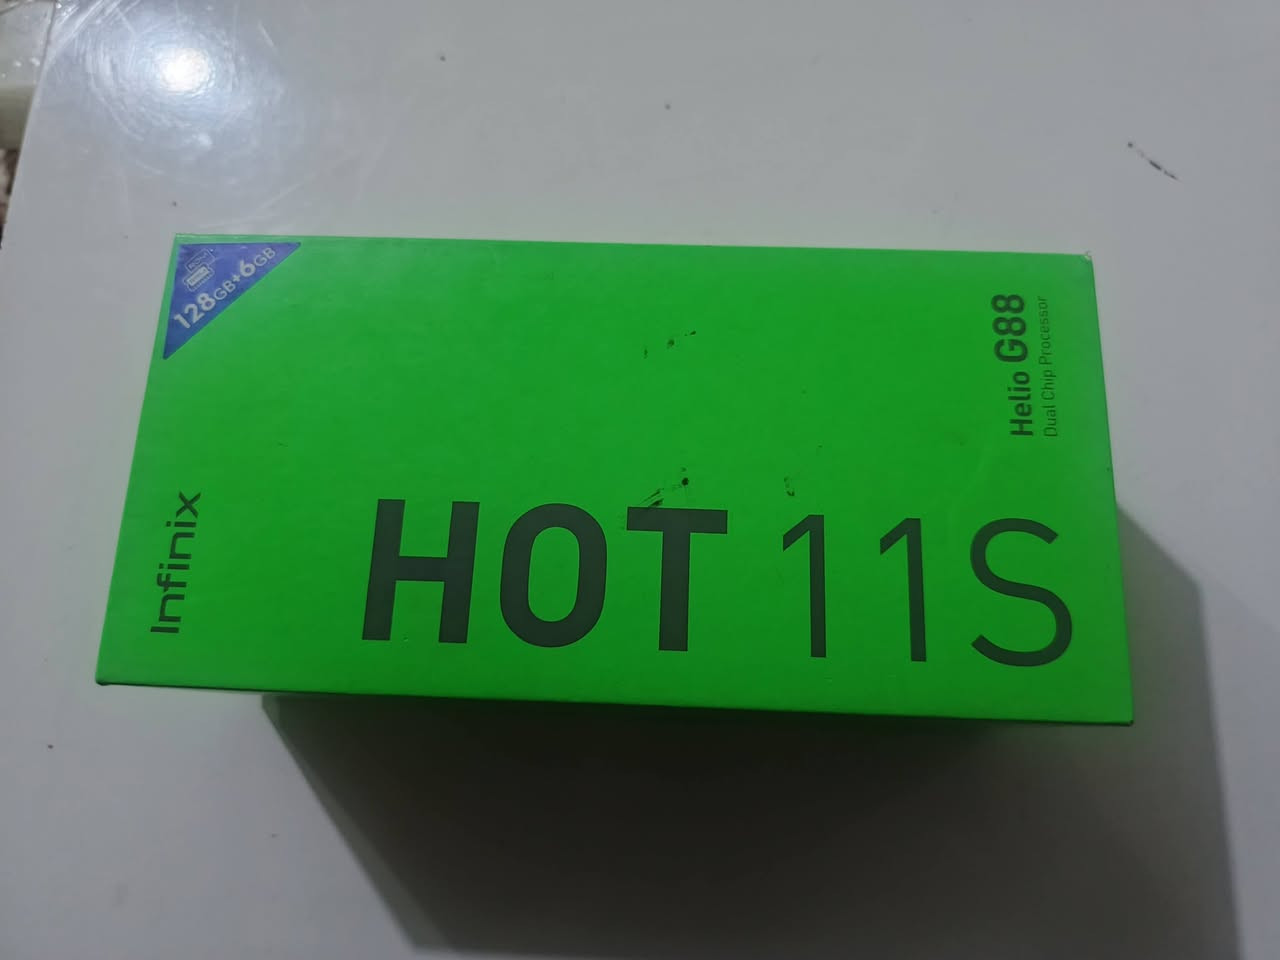 128GB+6GB
Infinix
HOT 11S
Helio G88
Dual Chip Processor